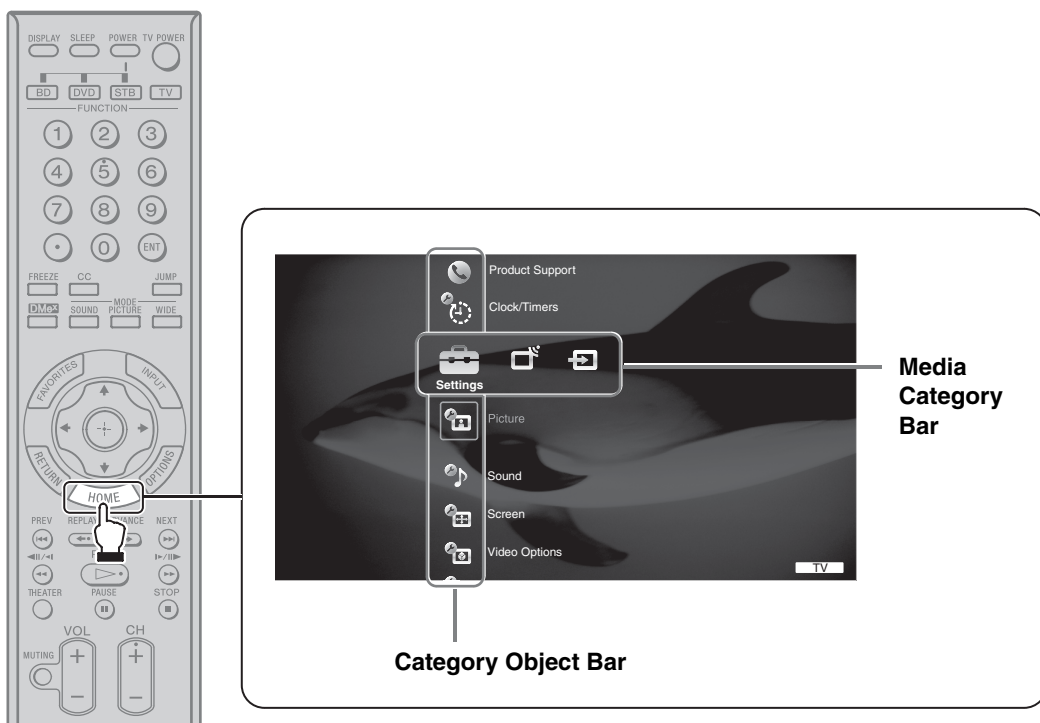 DISPLAY SLEEP POWER TV POWER
BD DVD STB TV
FUNCTION
1 2 3
4 5 6
7 8 9
• 0 ENT
FREEZE CC JUMP
MODE
DMeX SOUND PICTURE WIDE
FAVORITES INPUT
RETURN OPTIONS
HOME
PREV REPLAY NEXT
THEATER PAUSE STOP
VOL CH
MUTING + +
− −
Product Support
Clock/Timers
Settings
Picture
Sound
Screen
Video Options
TV
Media
Category
Bar
Category Object Bar